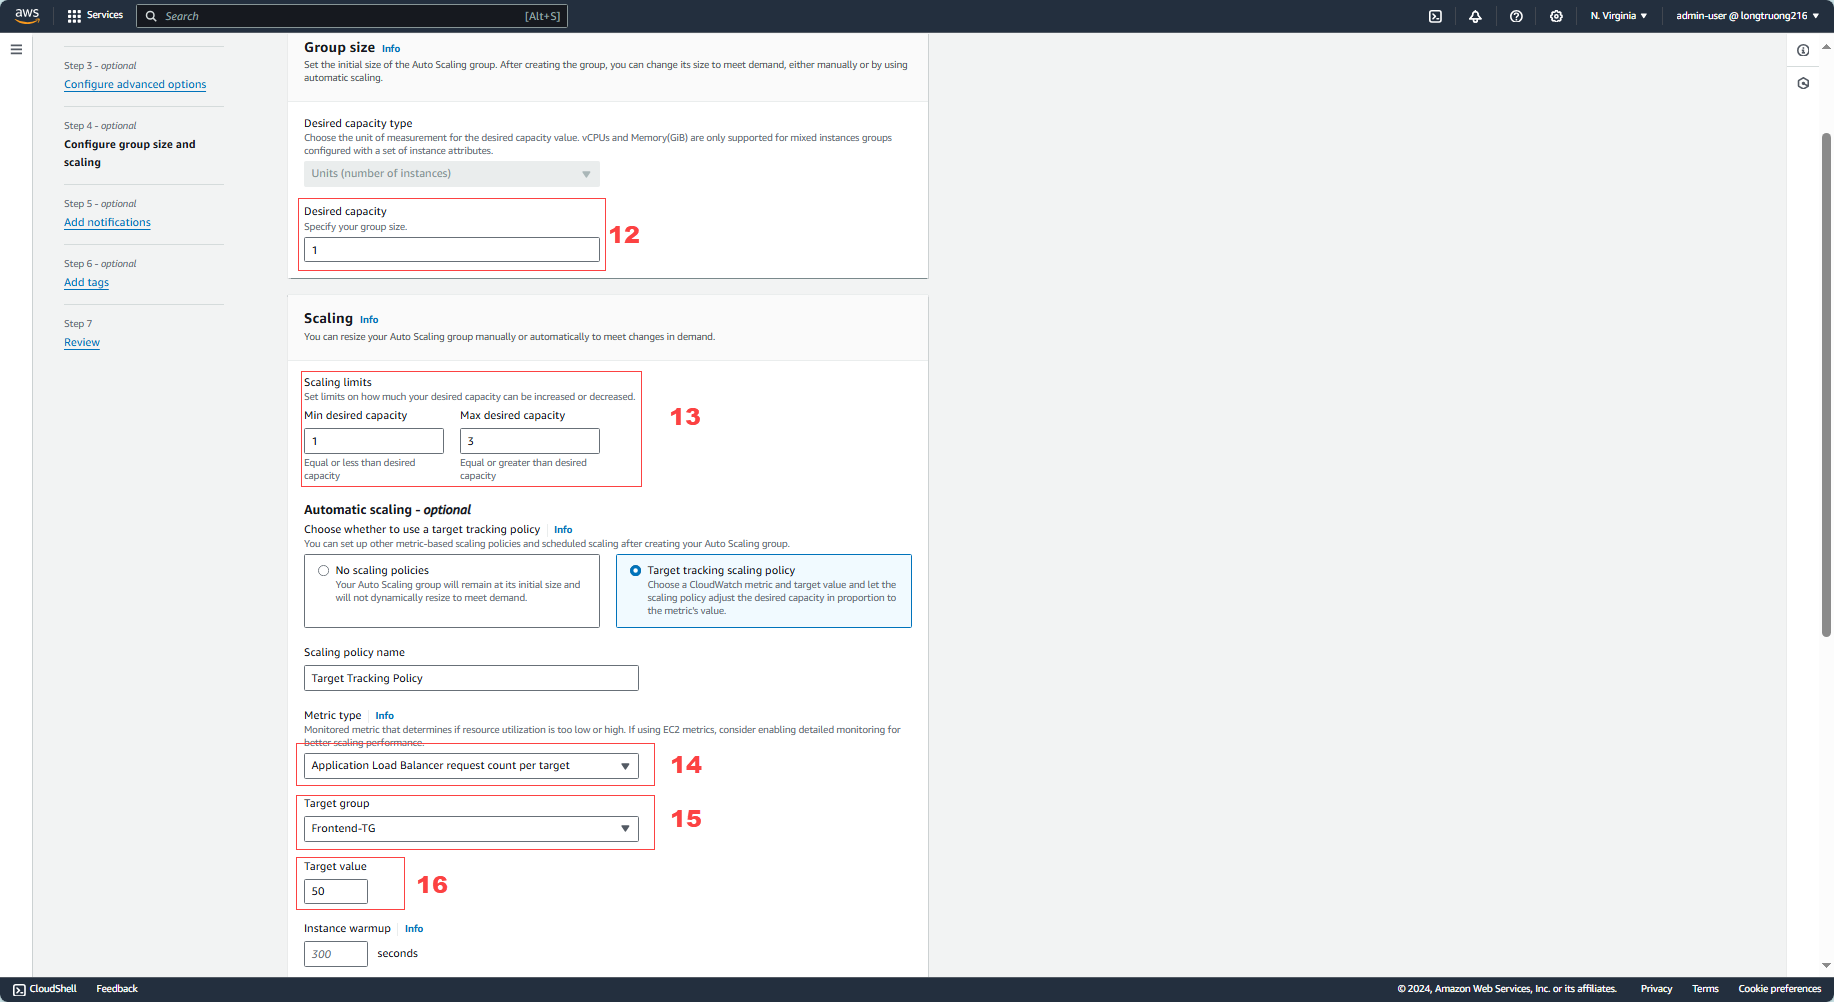 aws
Services
Search
[Alt+S]
N. Virginia
admin-user @ longtruong216
Step 3 - optional
Configure advanced options
Step 4 - optional
Configure group size and
scaling
Step 5 - optional
Add notifications
Step 6 - optional
Add tags
Step 7
Review
Group size Info
Set the initial size of the Auto Scaling group. After creating the group, you can change its size to meet demand, either manually or by using
automatic scaling.
Desired capacity type
Choose the unit of measurement for the desired capacity value. vCPUs and Memory(GiB) are only supported for mixed instances groups
configured with a set of instance attributes.
Units (number of instances)
Desired capacity
Specify your group size.
1
12
Scaling Info
You can resize your Auto Scaling group manually or automatically to meet changes in demand.
Scaling limits
Set limits on how much your desired capacity can be increased or decreased.
Min desired capacity Max desired capacity
1 3
Equal or less than desired
capacity
Equal or greater than desired
capacity
13
Automatic scaling - optional
Choose whether to use a target tracking policy Info
You can set up other metric-based scaling policies and scheduled scaling after creating your Auto Scaling group.
No scaling policies
Your Auto Scaling group will remain at its initial size and
will not dynamically resize to meet demand.
Target tracking scaling policy
Choose a CloudWatch metric and target value and let the
scaling policy adjust the desired capacity in proportion to
the metric's value.
Scaling policy name
Target Tracking Policy
Metric type Info
Monitored metric that determines if resource utilization is too low or high. If using EC2 metrics, consider enabling detailed monitoring for
better scaling performance.
Application Load Balancer request count per target
14
Target group
Frontend-TG
15
Target value
50
16
Instance warmup Info
300 seconds
CloudShell
Feedback
© 2024, Amazon Web Services, Inc. or its affiliates.
Privacy
Terms
Cookie preferences